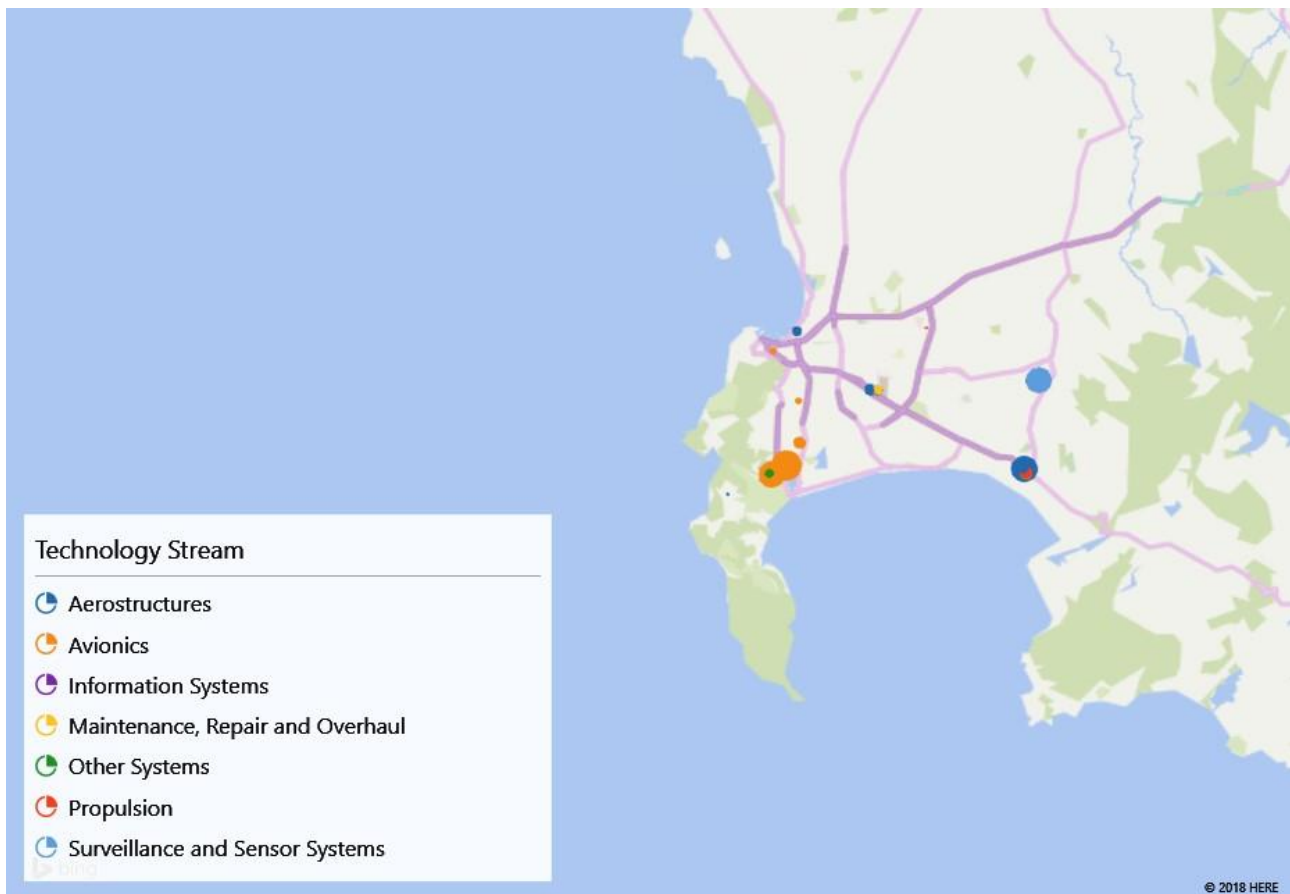 Technology Stream
Aerostructures
Avionics
Information Systems
Maintenance, Repair and Overhaul
Other Systems
Propulsion
Surveillance and Sensor Systems
bing
© 2018 HERE